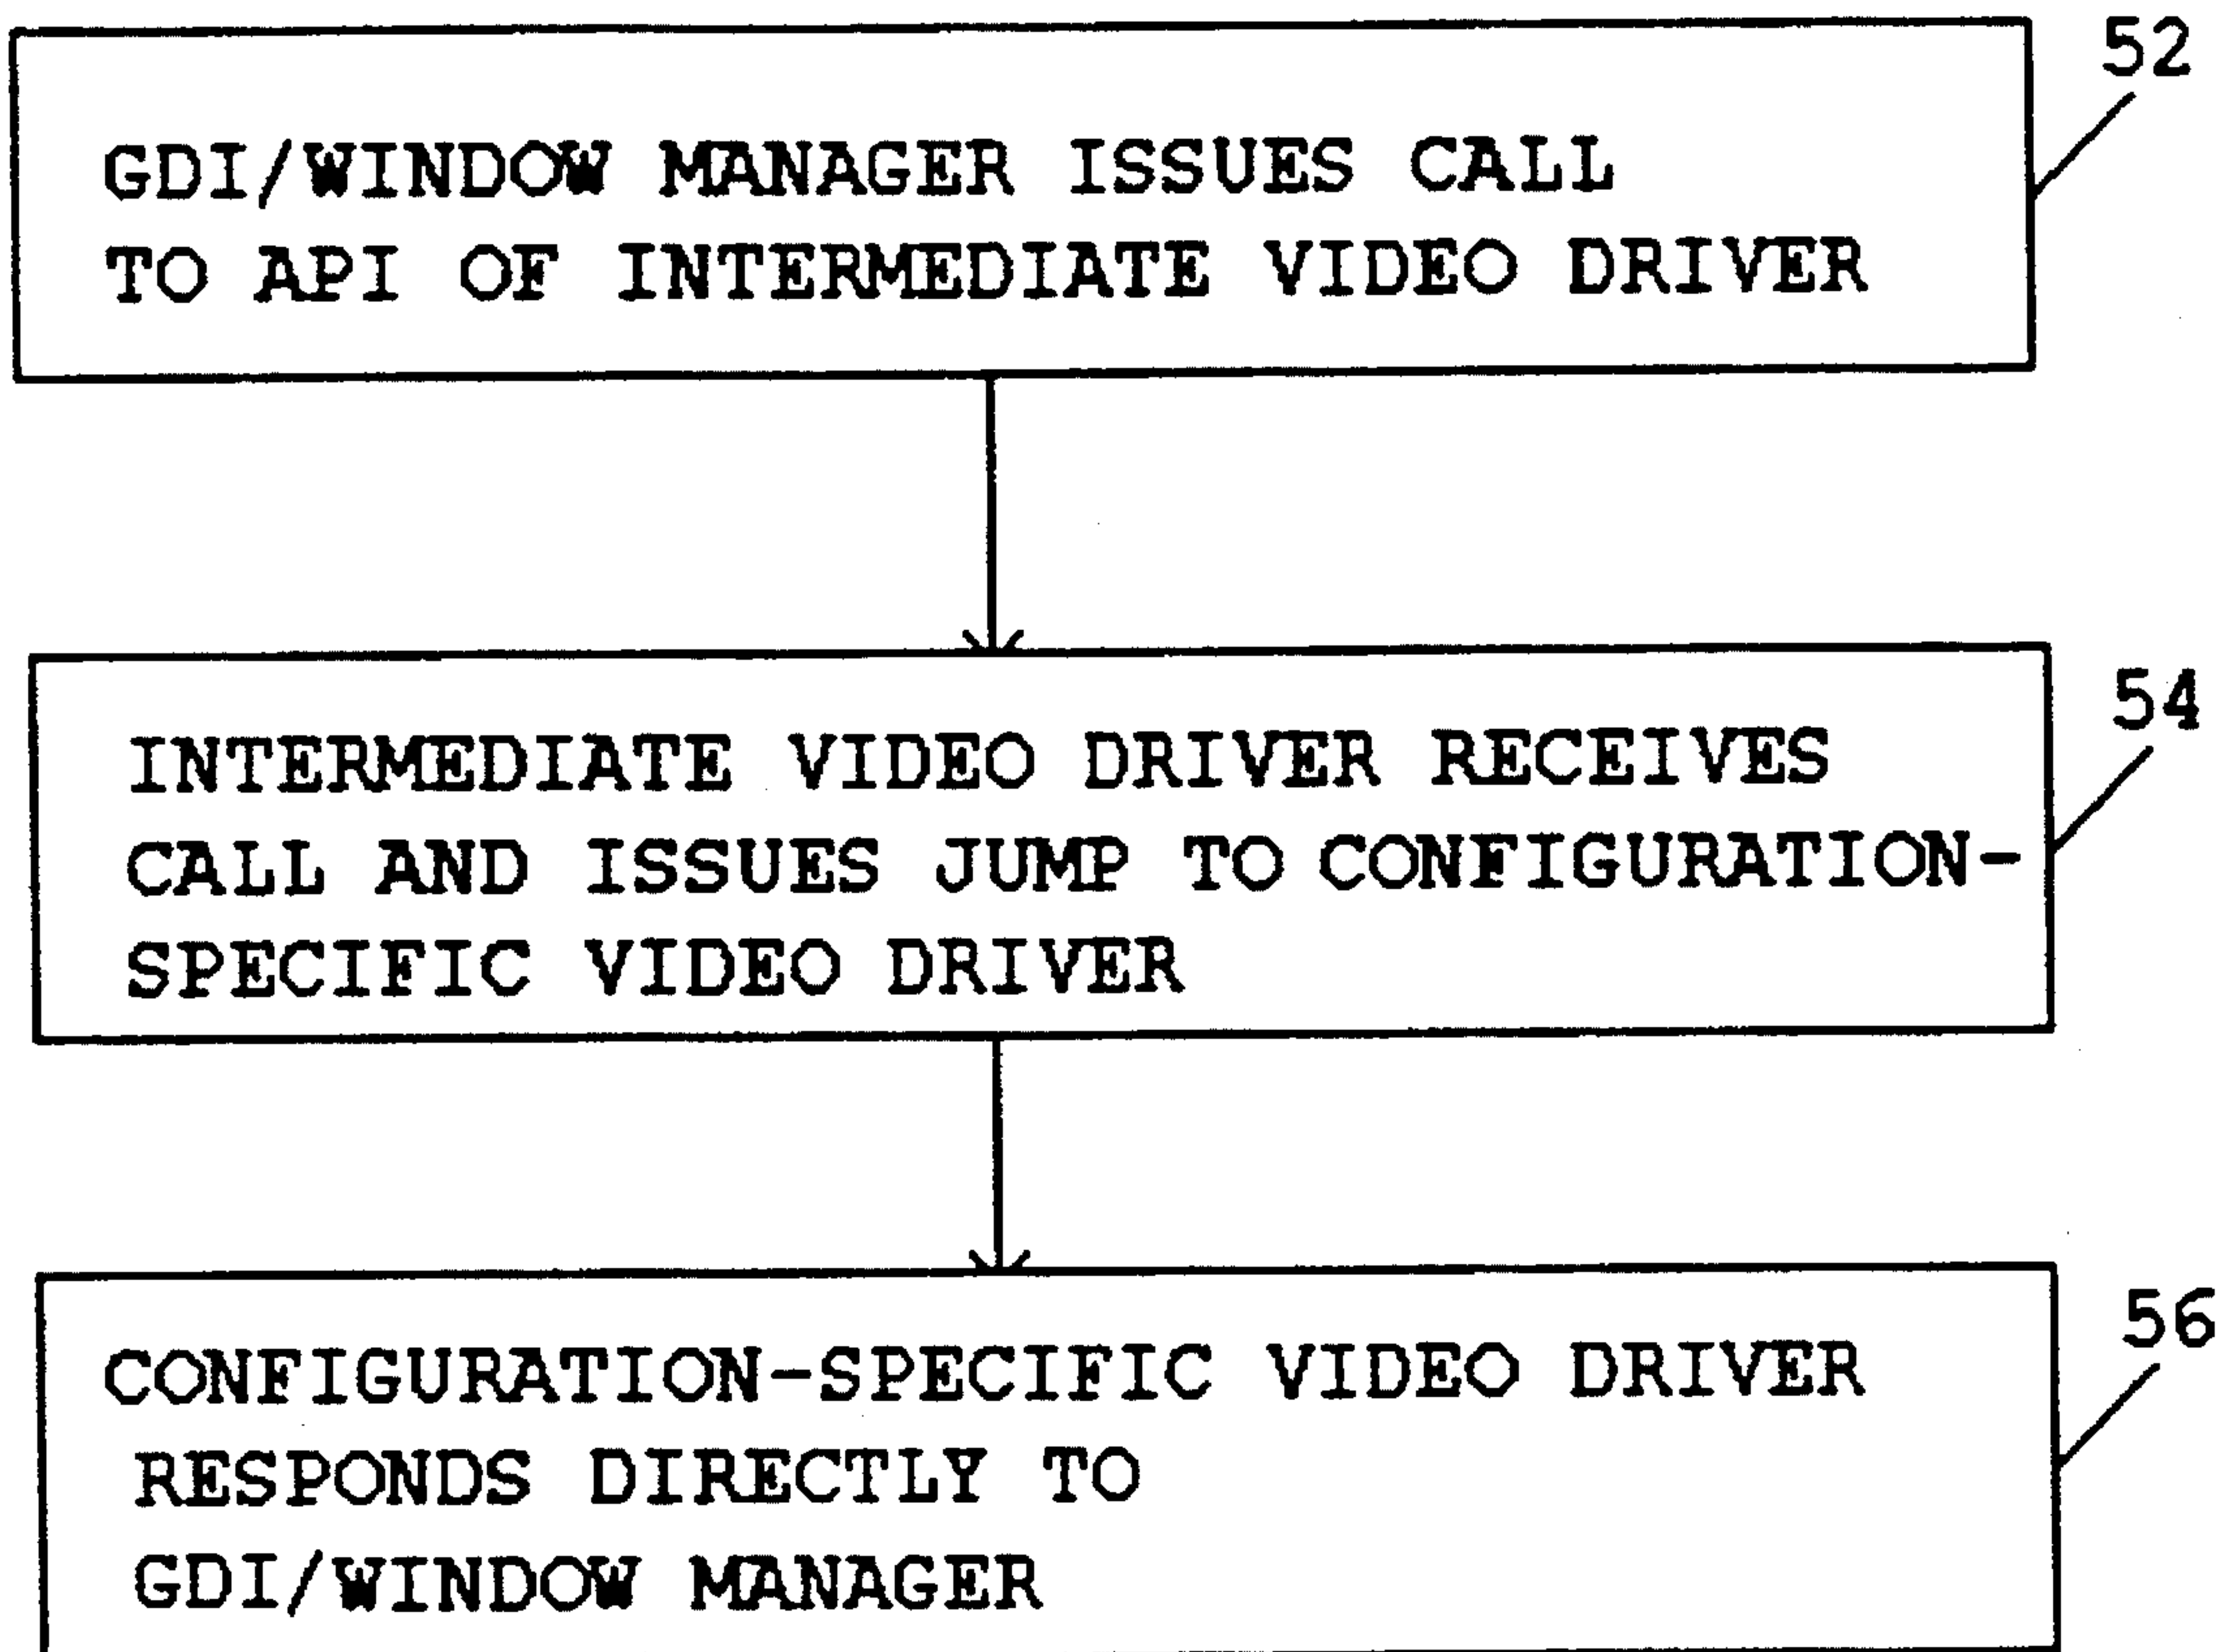 52
GDI/WINDOW MANAGER ISSUES CALL
TO API OF INTERMEDIATE VIDEO DRIVER
54
INTERMEDIATE VIDEO DRIVER RECEIVES
CALL AND ISSUES JUMP TO CONFIGURATION-
SPECIFIC VIDEO DRIVER
56
CONFIGURATION-SPECIFIC VIDEO DRIVER
RESPONDS DIRECTLY TO
GDI/WINDOW MANAGER